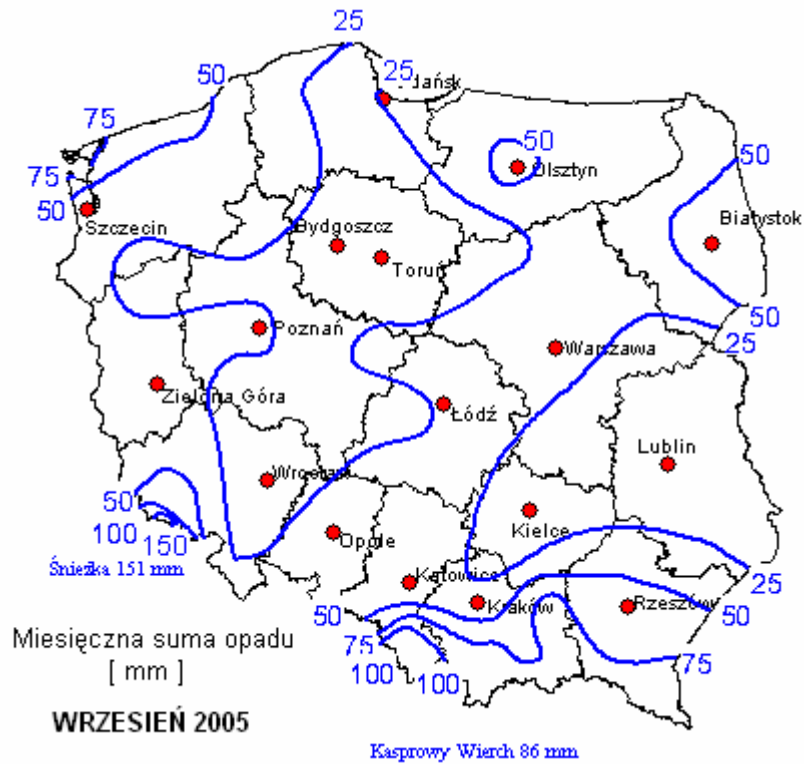 25
50
25
dańsk
75
75
50
50
Olsztyn
50
Szczecin
Białystok
Bydgoszcz
Toruń
50
25
Poznań
Warszawa
Zielona Góra
Łódź
Lublin
Wrocław
50
100
150
Kielce
Opole
Śnieżka 151 mm
Katowice
25
Kraków
Rzeszów
50
50
75
75
100
100
Miesięczna suma opadu
[ mm ]
WRZESIEŃ 2005
Kasprowy Wierch 86 mm